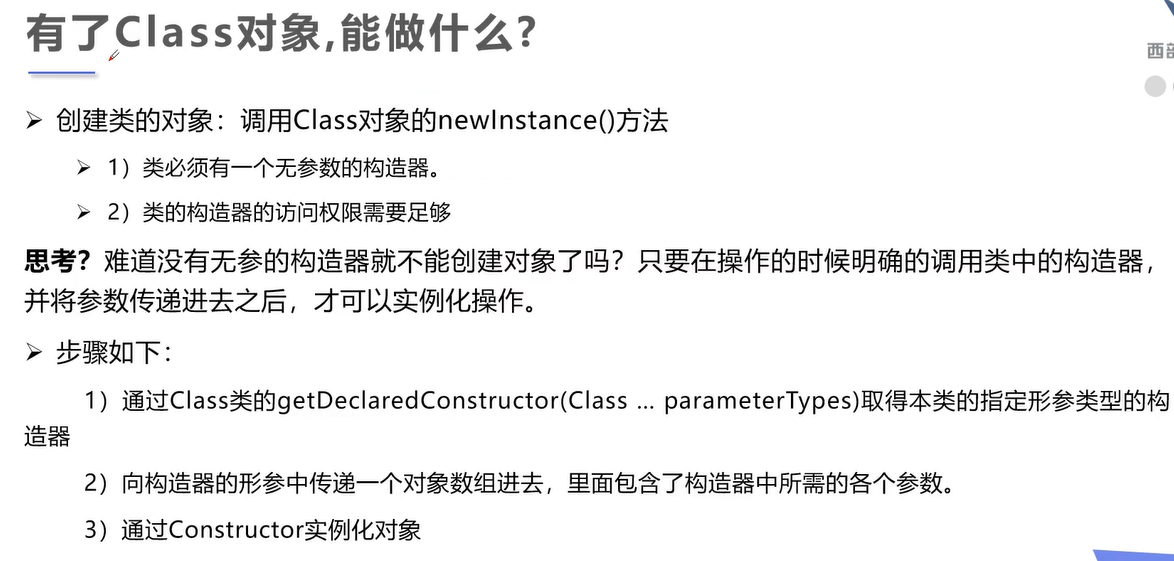 有了Class对象,能做什么?
西部
➢ 创建类的对象：调用Class对象的newInstance()方法
➢ 1）类必须有一个无参数的构造器。
➢ 2）类的构造器的访问权限需要足够
思考？难道没有无参的构造器就不能创建对象了吗？只要在操作的时候明确的调用类中的构造器，
并将参数传递进去之后，才可以实例化操作。
➢ 步骤如下：
1）通过Class类的getDeclaredConstructor(Class … parameterTypes)取得本类的指定形参类型的构
造器
2）向构造器的形参中传递一个对象数组进去，里面包含了构造器中所需的各个参数。
3）通过Constructor实例化对象